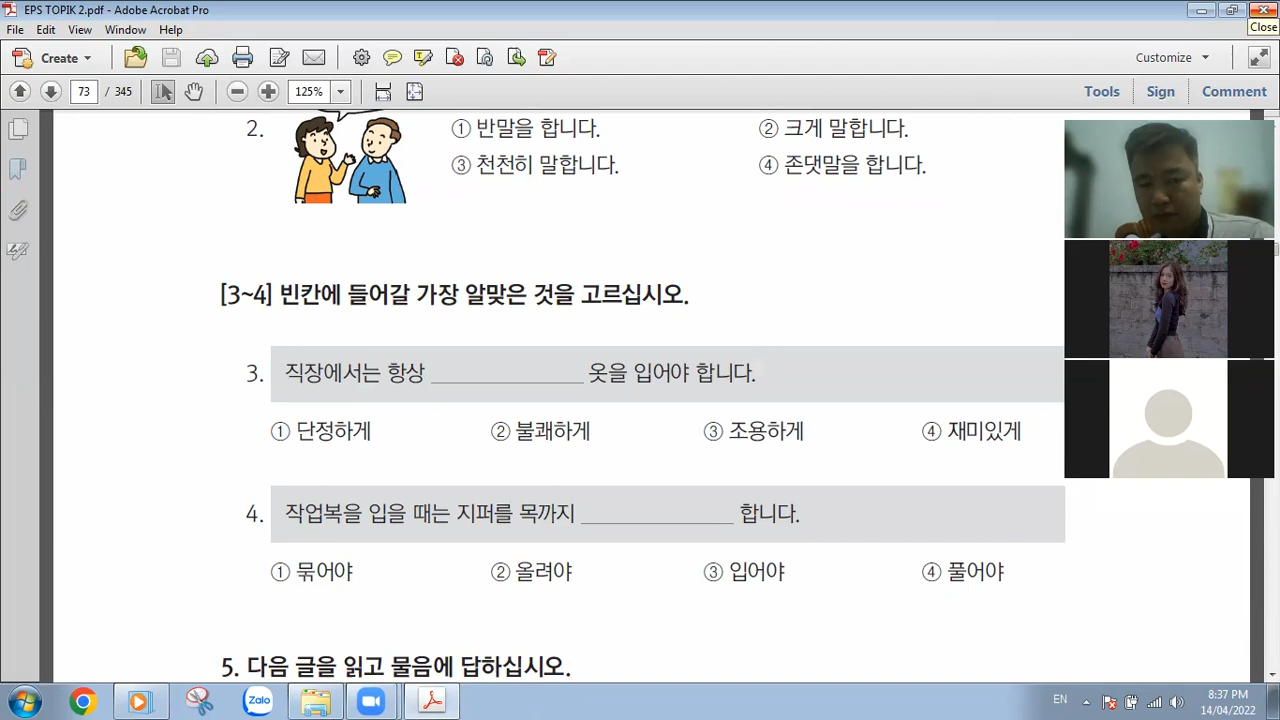 EPS TOPIK 2.pdf - Adobe Acrobat Pro
Close
File Edit View Window Help
Create
Customize
73 / 345
125%
Tools Sign Comment
2.
① 반말을 합니다. ② 크게 말합니다.
③ 천천히 말합니다. ④ 존댓말을 합니다.
[3~4] 빈칸에 들어갈 가장 알맞은 것을 고르십시오.
3. 직장에서는 항상 ______________ 옷을 입어야 합니다.
① 단정하게 ② 불쾌하게 ③ 조용하게 ④ 재미있게
4. 작업복을 입을 때는 지퍼를 목까지 ______________ 합니다.
① 묶어야 ② 올려야 ③ 입어야 ④ 풀어야
5. 다음 글을 읽고 물음에 답하십시오.
Zalo
EN
8:37 PM
14/04/2022